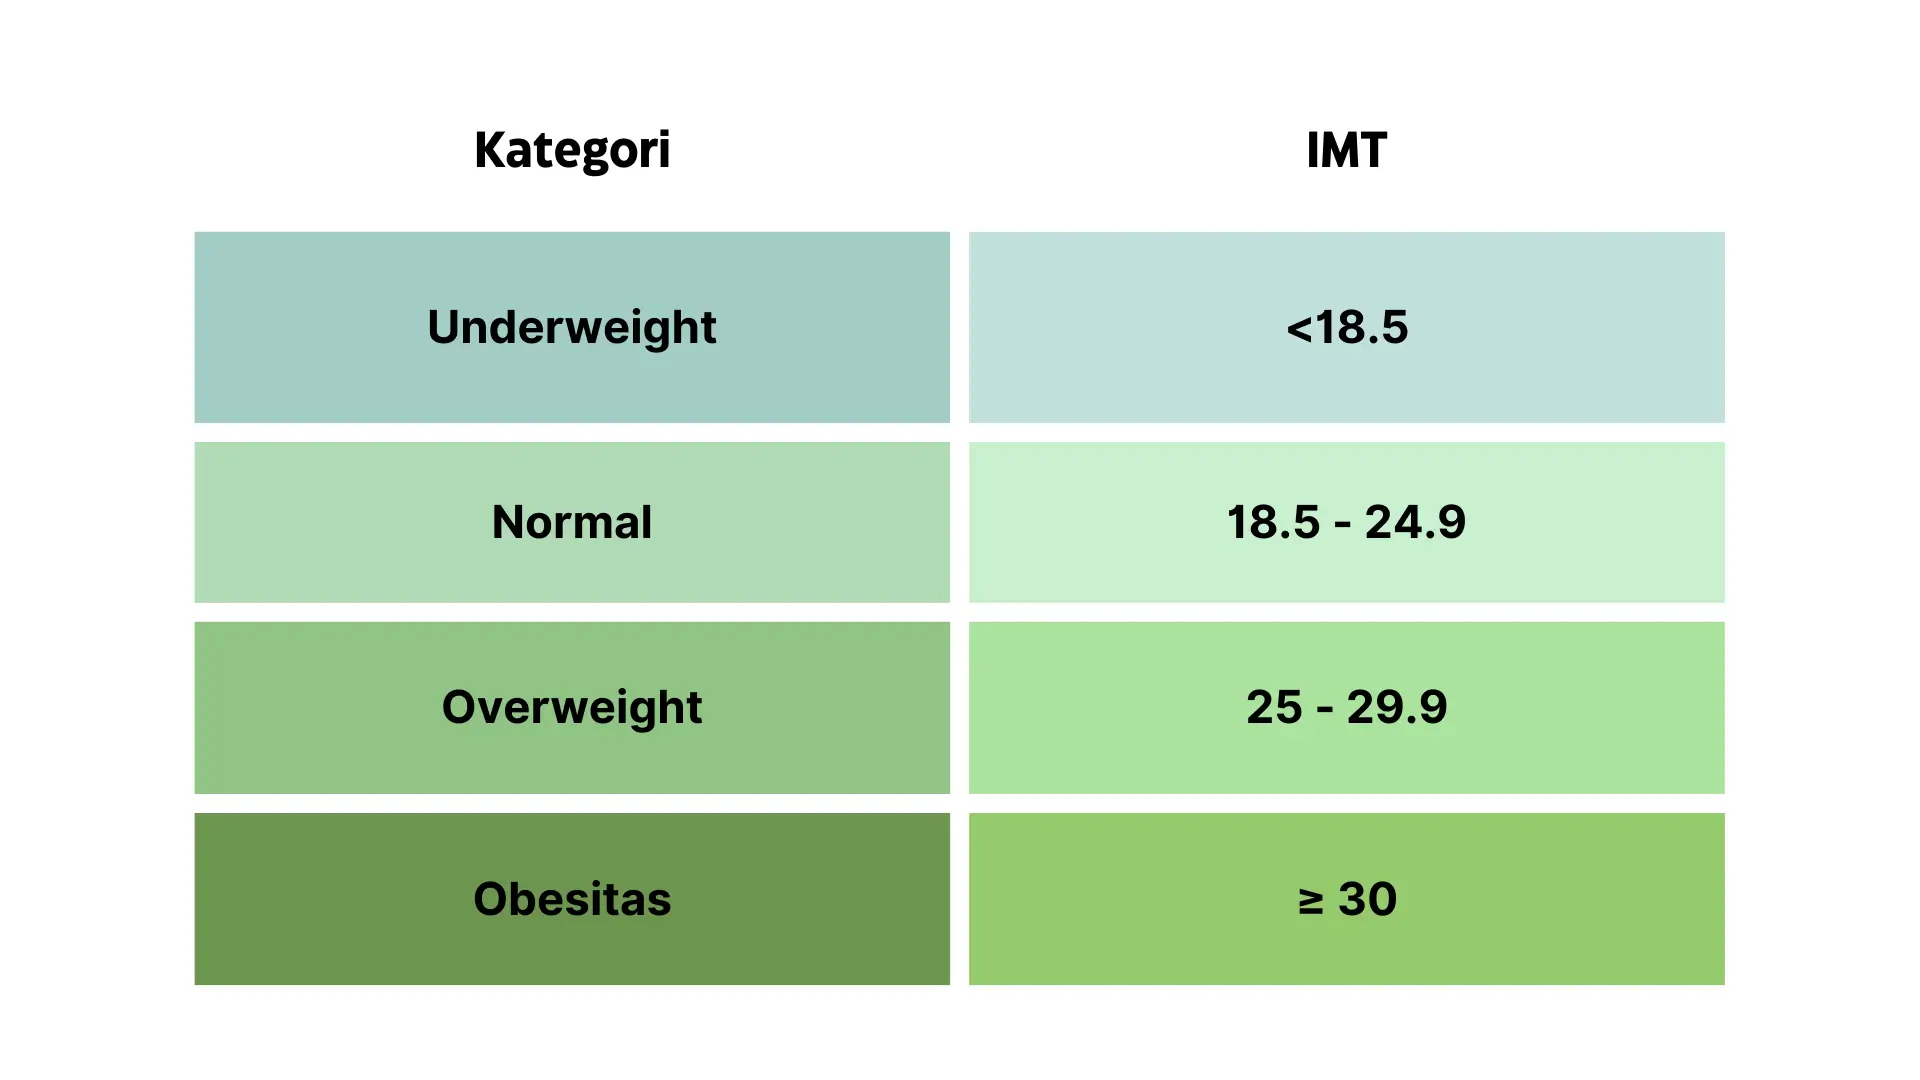 Kategori IMT
Underweight <18.5
Normal 18.5 - 24.9
Overweight 25 - 29.9
Obesitas ≥ 30